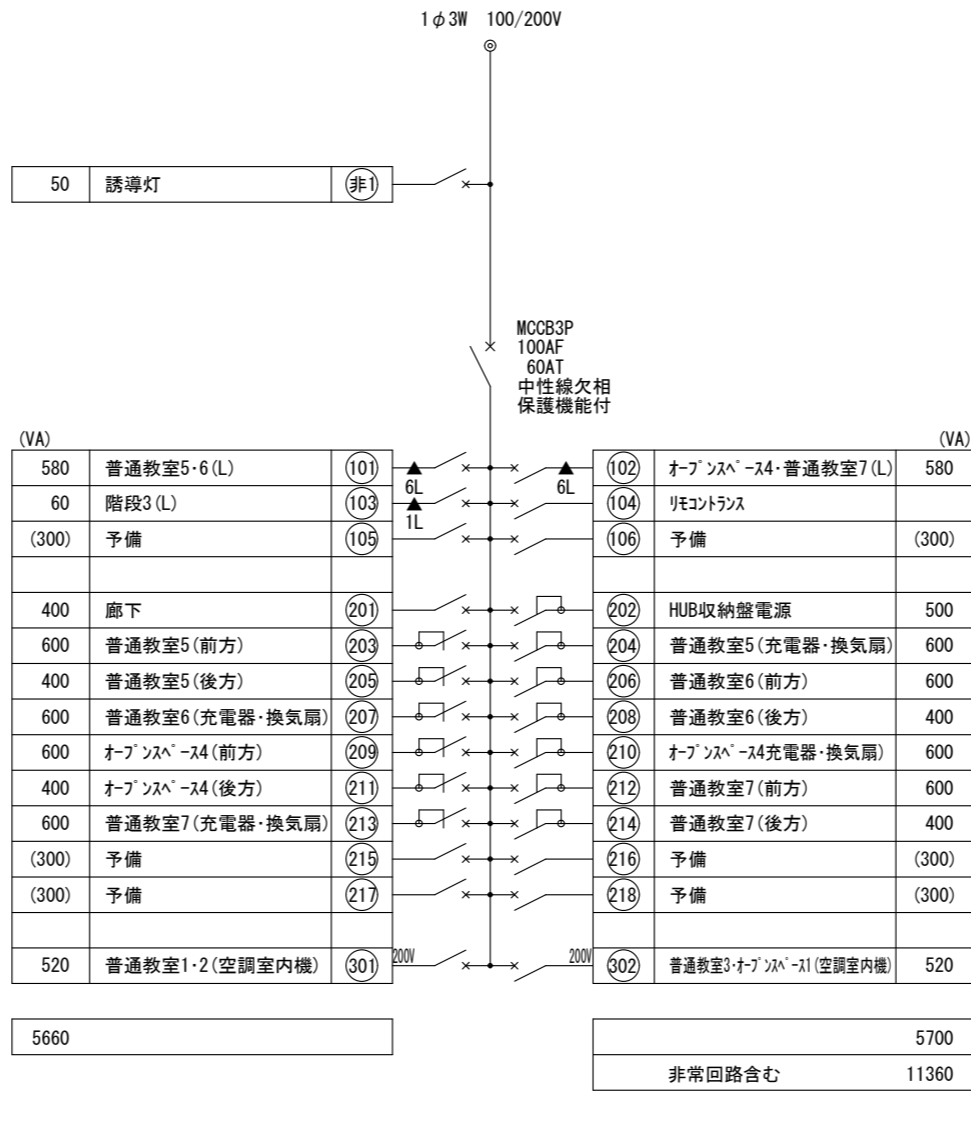 1φ3W 100/200V
50 誘導灯 非1
MCCB3P
100AF
60AT
中性線欠相
保護機能付
(VA) (VA)
580 普通教室5・6(L) 101 6L 6L 102 オープンスペース4・普通教室7(L) 580
60 階段3(L) 103 1L 104 リモコントランス
(300) 予備 105 106 予備 (300)
400 廊下 201 202 HUB収納盤電源 500
600 普通教室5(前方) 203 204 普通教室5(充電器・換気扇) 600
400 普通教室5(後方) 205 206 普通教室6(前方) 600
600 普通教室6(充電器・換気扇) 207 208 普通教室6(後方) 400
600 オープンスペース4(前方) 209 210 オープンスペース4充電器・換気扇) 600
400 オープンスペース4(後方) 211 212 普通教室7(前方) 600
600 普通教室7(充電器・換気扇) 213 214 普通教室7(後方) 400
(300) 予備 215 216 予備 (300)
(300) 予備 217 218 予備 (300)
520 普通教室1・2(空調室内機) 301 200V 200V 302 普通教室3・オープンスペース1(空調室内機) 520
5660 5700
非常回路含む 11360